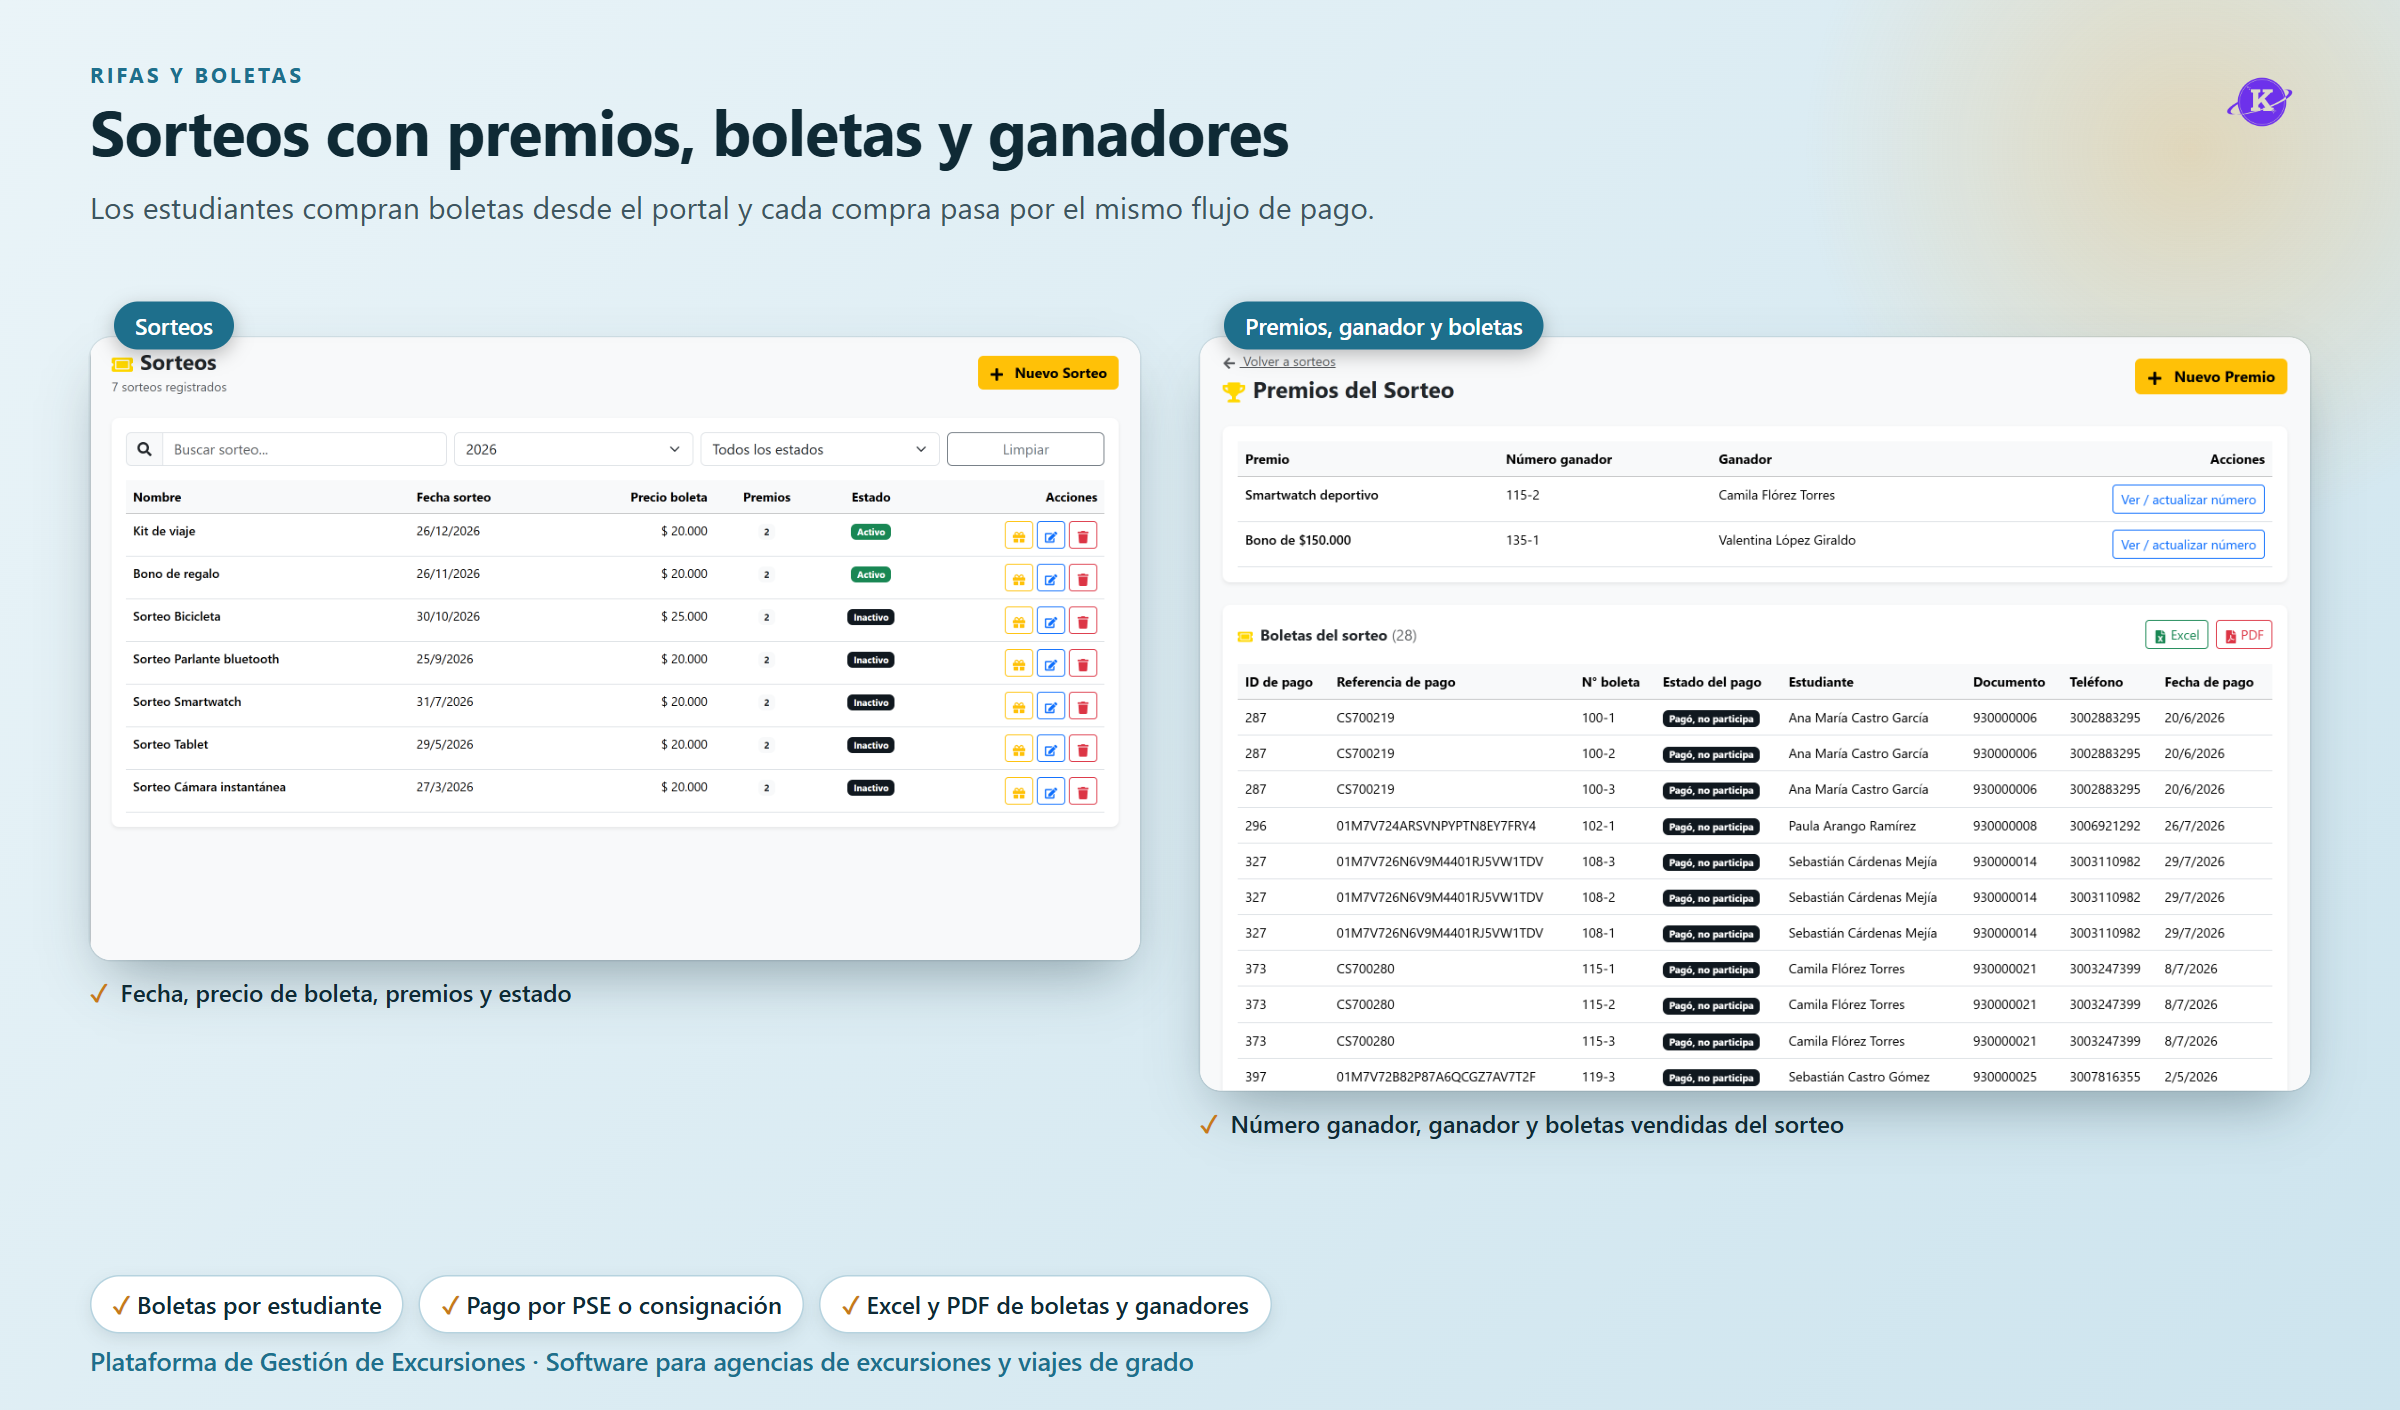 RIFAS Y BOLETAS
Sorteos con premios, boletas y ganadores
Los estudiantes compran boletas desde el portal y cada compra pasa por el mismo flujo de pago.
K
Sorteos
Sorteos
7 sorteos registrados
Nuevo Sorteo
Buscar sorteo... 2026 Todos los estados Limpiar
Nombre Fecha sorteo Precio boleta Premios Estado Acciones
Kit de viaje 26/12/2026 $ 20.000 2 Activo
Bono de regalo 26/11/2026 $ 20.000 2 Activo
Sorteo Bicicleta 30/10/2026 $ 25.000 2 Inactivo
Sorteo Parlante bluetooth 25/9/2026 $ 20.000 2 Inactivo
Sorteo Smartwatch 31/7/2026 $ 20.000 2 Inactivo
Sorteo Tablet 29/5/2026 $ 20.000 2 Inactivo
Sorteo Cámara instantánea 27/3/2026 $ 20.000 2 Inactivo
✓ Fecha, precio de boleta, premios y estado
Premios, ganador y boletas
← Volver a sorteos
Premios del Sorteo
Nuevo Premio
Premio Número ganador Ganador Acciones
Smartwatch deportivo 115-2 Camila Flórez Torres Ver / actualizar número
Bono de $150.000 135-1 Valentina López Giraldo Ver / actualizar número
Boletas del sorteo (28) Excel PDF
ID de pago Referencia de pago N° boleta Estado del pago Estudiante Documento Teléfono Fecha de pago
287 CS700219 100-1 Pagó, no participa Ana María Castro García 930000006 3002883295 20/6/2026
287 CS700219 100-2 Pagó, no participa Ana María Castro García 930000006 3002883295 20/6/2026
287 CS700219 100-3 Pagó, no participa Ana María Castro García 930000006 3002883295 20/6/2026
296 01M7V724ARSVNPYPTN8EY7FRY4 102-1 Pagó, no participa Paula Arango Ramírez 930000008 3006921292 26/7/2026
327 01M7V726N6V9M4401RJ5VW1TDV 108-3 Pagó, no participa Sebastián Cárdenas Mejía 930000014 3003110982 29/7/2026
327 01M7V726N6V9M4401RJ5VW1TDV 108-2 Pagó, no participa Sebastián Cárdenas Mejía 930000014 3003110982 29/7/2026
327 01M7V726N6V9M4401RJ5VW1TDV 108-1 Pagó, no participa Sebastián Cárdenas Mejía 930000014 3003110982 29/7/2026
373 CS700280 115-1 Pagó, no participa Camila Flórez Torres 930000021 3003247399 8/7/2026
373 CS700280 115-2 Pagó, no participa Camila Flórez Torres 930000021 3003247399 8/7/2026
373 CS700280 115-3 Pagó, no participa Camila Flórez Torres 930000021 3003247399 8/7/2026
397 01M7V72B82P87A6QCGZ7AV7T2F 119-3 Pagó, no participa Sebastián Castro Gómez 930000025 3007816355 2/5/2026
✓ Número ganador, ganador y boletas vendidas del sorteo
✓ Boletas por estudiante ✓ Pago por PSE o consignación ✓ Excel y PDF de boletas y ganadores
Plataforma de Gestión de Excursiones · Software para agencias de excursiones y viajes de grado